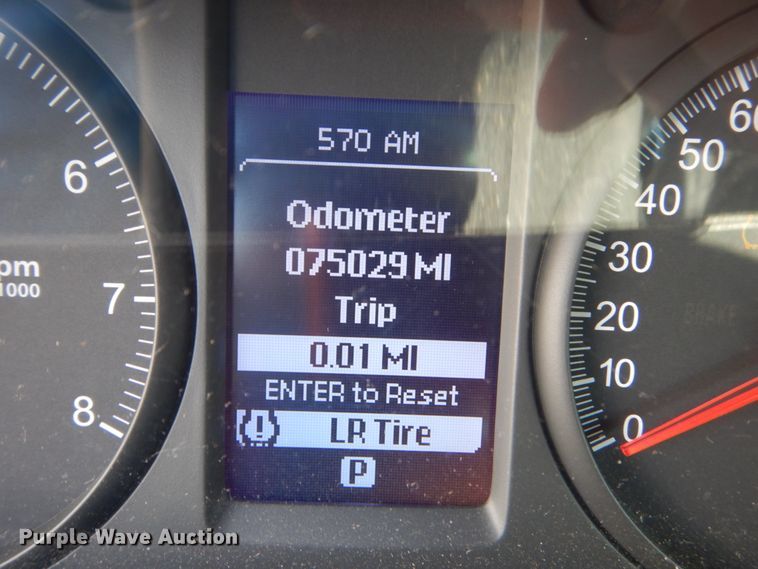 570 AM
Odometer
075029 MI
Trip
0.01 MI
ENTER to Reset
LR Tire
P
6
pm
1000
7
8
60
50
40
30
20
10
0
BRAKE
Purple Wave Auction